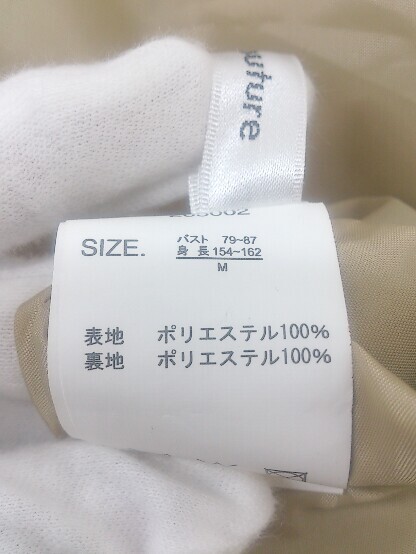 SIZE.
バスト 79~87
身 長 154~162
M
表地 ポリエステル100%
裏地 ポリエステル100%